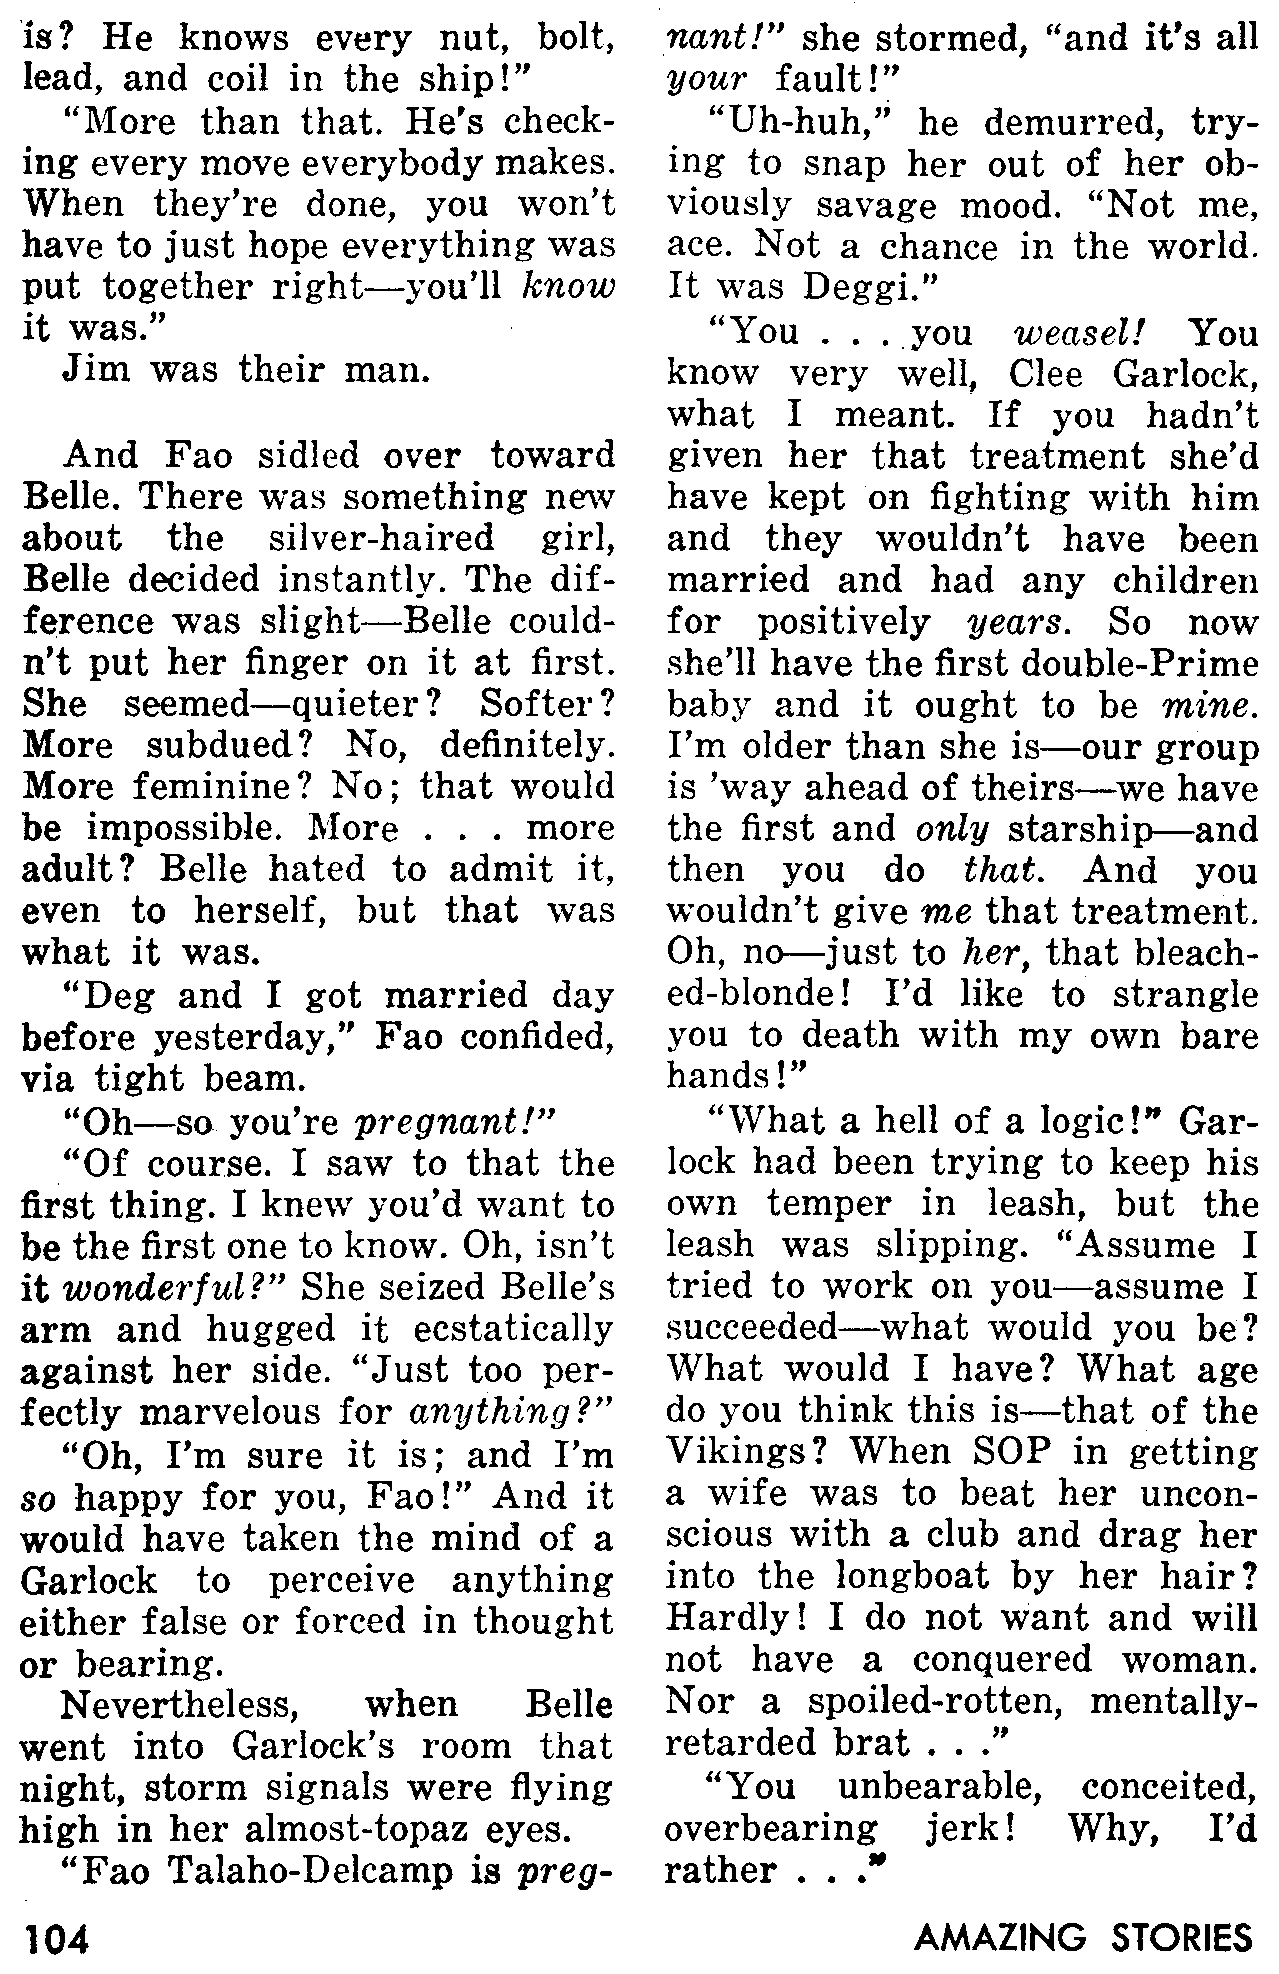 is? He knows every nut, bolt,
lead, and coil in the ship!"
"More than that. He's check-
ing every move everybody makes.
When they're done, you won't
have to just hope everything was
put together right—you'll know
it was."
Jim was their man.
And Fao sidled over toward
Belle. There was something new
about the silver-haired girl,
Belle decided instantly. The dif-
ference was slight—Belle could-
n't put her finger on it at first.
She seemed—quieter? Softer?
More subdued? No, definitely.
More feminine? No; that would
be impossible. More . . . more
adult? Belle hated to admit it,
even to herself, but that was
what it was.
"Deg and I got married day
before yesterday," Fao confided,
via tight beam.
"Oh—so you're pregnant!"
"Of course. I saw to that the
first thing. I knew you'd want to
be the first one to know. Oh, isn't
it wonderful?" She seized Belle's
arm and hugged it ecstatically
against her side. "Just too per-
fectly marvelous for anything?"
"Oh, I'm sure it is; and I'm
so happy for you, Fao!" And it
would have taken the mind of a
Garlock to perceive anything
either false or forced in thought
or bearing.
Nevertheless, when Belle
went into Garlock's room that
night, storm signals were flying
high in her almost-topaz eyes.
"Fao Talaho-Delcamp is preg-
nant!" she stormed, "and it's all
your fault!"
"Uh-huh," he demurred, try-
ing to snap her out of her ob-
viously savage mood. "Not me,
ace. Not a chance in the world.
It was Deggi."
"You . . . you weasel! You
know very well, Clee Garlock,
what I meant. If you hadn't
given her that treatment she'd
have kept on fighting with him
and they wouldn't have been
married and had any children
for positively years. So now
she'll have the first double-Prime
baby and it ought to be mine.
I'm older than she is—our group
is 'way ahead of theirs—we have
the first and only starship—and
then you do that. And you
wouldn't give me that treatment.
Oh, no—just to her, that bleach-
ed-blonde! I'd like to strangle
you to death with my own bare
hands!"
"What a hell of a logic!" Gar-
lock had been trying to keep his
own temper in leash, but the
leash was slipping. "Assume I
tried to work on you—assume I
succeeded—what would you be?
What would I have? What age
do you think this is—that of the
Vikings? When SOP in getting
a wife was to beat her uncon-
scious with a club and drag her
into the longboat by her hair?
Hardly! I do not want and will
not have a conquered woman.
Nor a spoiled-rotten, mentally-
retarded brat . . ."
"You unbearable, conceited,
overbearing jerk! Why, I'd
rather . . ."
104
AMAZING STORIES